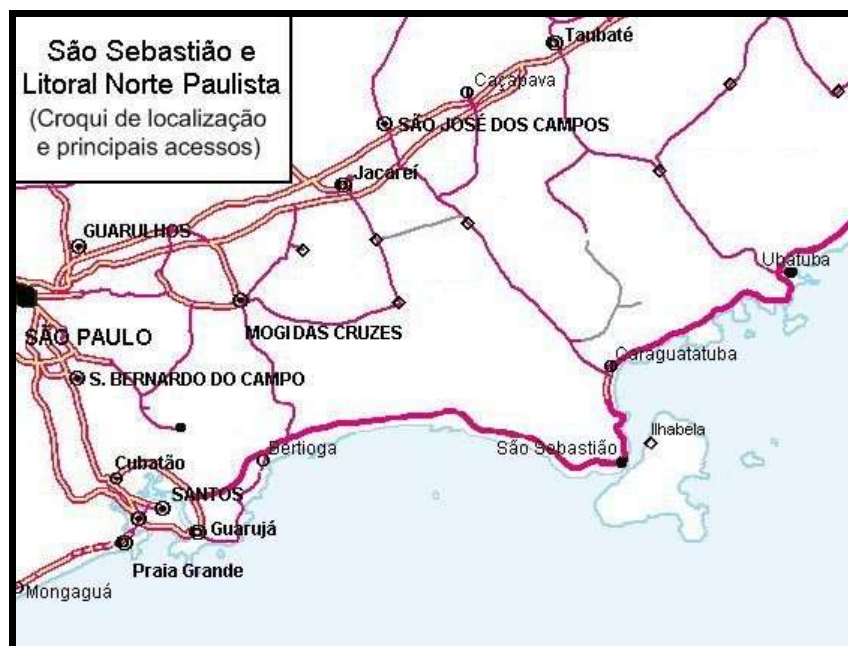 São Sebastião e
Litoral Norte Paulista
(Croqui de localização
e principais acessos)
Taubaté
Caçapava
SÃO JOSÉ DOS CAMPOS
Jacareí
GUARULHOS
Ubatuba
SÃO PAULO
MOGI DAS CRUZES
Caraguatatuba
S. BERNARDO DO CAMPO
Ilhabela
Bertioga
São Sebastião
Cubatão
SANTOS
Guarujá
Praia Grande
Mongaguá